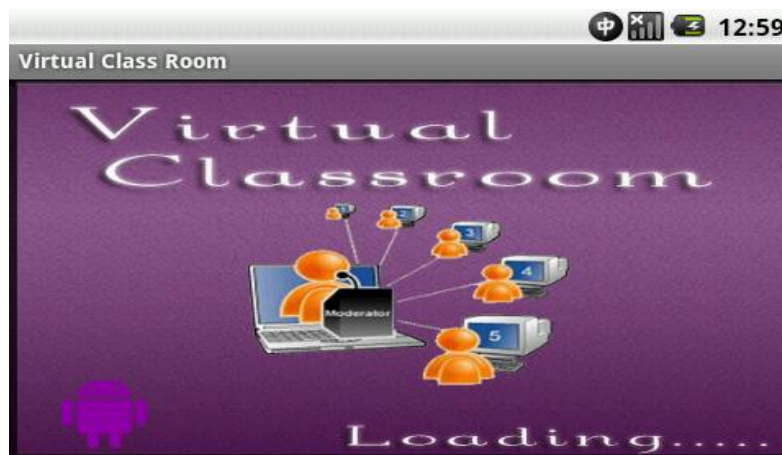 中 12:59
Virtual Class Room
Virtual
Classroom
1 2 3
4
Moderator
5
Loading.....